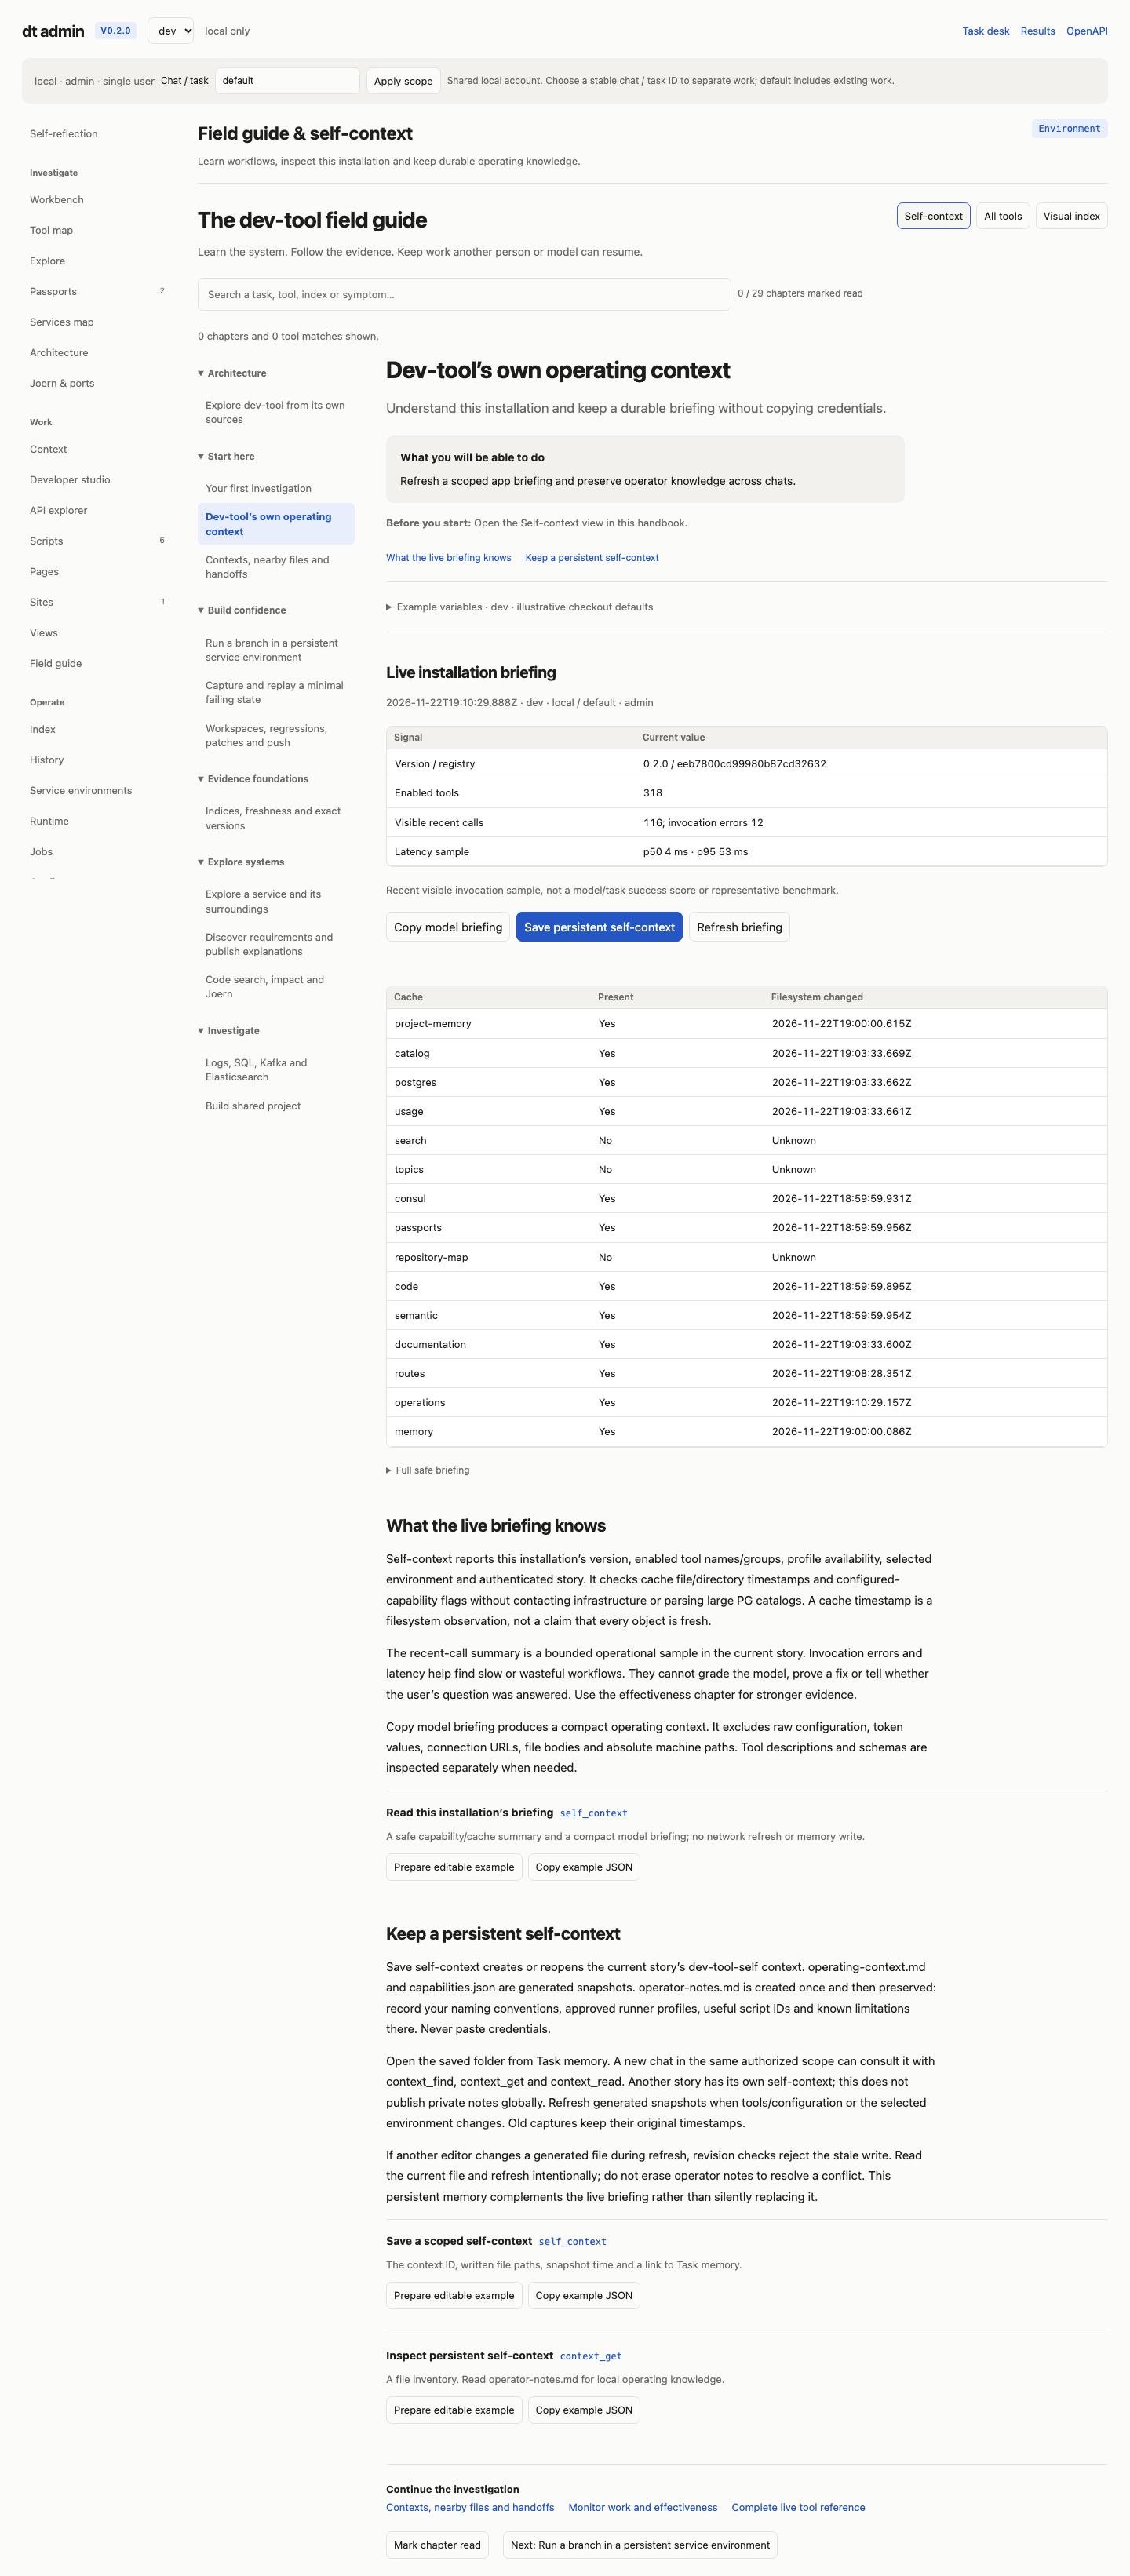 dt admin V0.2.0 dev local only Task desk Results OpenAPI
local · admin · single user Chat / task default Apply scope Shared local account. Choose a stable chat / task ID to separate work; default includes existing work.
Self-reflection
Investigate
Workbench
Tool map
Explore
Passports 2
Services map
Architecture
Joern & ports
Work
Context
Developer studio
API explorer
Scripts 6
Pages
Sites 1
Views
Field guide
Operate
Index
History
Service environments
Runtime
Jobs
Field guide & self-context
Environment
Learn workflows, inspect this installation and keep durable operating knowledge.
The dev-tool field guide
Self-context All tools Visual index
Learn the system. Follow the evidence. Keep work another person or model can resume.
Search a task, tool, index or symptom... 0 / 29 chapters marked read
0 chapters and 0 tool matches shown.
Architecture
Explore dev-tool from its own
sources
Start here
Your first investigation
Dev-tool's own operating
context
Contexts, nearby files and
handoffs
Build confidence
Run a branch in a persistent
service environment
Capture and replay a minimal
failing state
Workspaces, regressions,
patches and push
Evidence foundations
Indices, freshness and exact
versions
Explore systems
Explore a service and its
surroundings
Discover requirements and
publish explanations
Code search, impact and
Joern
Investigate
Logs, SQL, Kafka and
Elasticsearch
Build shared project
Dev-tool's own operating context
Understand this installation and keep a durable briefing without copying credentials.
What you will be able to do
Refresh a scoped app briefing and preserve operator knowledge across chats.
Before you start: Open the Self-context view in this handbook.
What the live briefing knows Keep a persistent self-context
Example variables · dev · illustrative checkout defaults
Live installation briefing
2026-11-22T19:10:29.888Z · dev · local / default · admin
Signal Current value
Version / registry 0.2.0 / eeb7800cd99980b87cd32632
Enabled tools 318
Visible recent calls 116; invocation errors 12
Latency sample p50 4 ms · p95 53 ms
Recent visible invocation sample, not a model/task success score or representative benchmark.
Copy model briefing Save persistent self-context Refresh briefing
Cache Present Filesystem changed
project-memory Yes 2026-11-22T19:00:00.615Z
catalog Yes 2026-11-22T19:03:33.669Z
postgres Yes 2026-11-22T19:03:33.662Z
usage Yes 2026-11-22T19:03:33.661Z
search No Unknown
topics No Unknown
consul Yes 2026-11-22T18:59:59.931Z
passports Yes 2026-11-22T18:59:59.956Z
repository-map No Unknown
code Yes 2026-11-22T18:59:59.895Z
semantic Yes 2026-11-22T18:59:59.954Z
documentation Yes 2026-11-22T19:03:33.600Z
routes Yes 2026-11-22T19:08:28.351Z
operations Yes 2026-11-22T19:10:29.157Z
memory Yes 2026-11-22T19:00:00.086Z
Full safe briefing
What the live briefing knows
Self-context reports this installation's version, enabled tool names/groups, profile availability, selected
environment and authenticated story. It checks cache file/directory timestamps and configured-
capability flags without contacting infrastructure or parsing large PG catalogs. A cache timestamp is a
filesystem observation, not a claim that every object is fresh.
The recent-call summary is a bounded operational sample in the current story. Invocation errors and
latency help find slow or wasteful workflows. They cannot grade the model, prove a fix or tell whether
the user's question was answered. Use the effectiveness chapter for stronger evidence.
Copy model briefing produces a compact operating context. It excludes raw configuration, token
values, connection URLs, file bodies and absolute machine paths. Tool descriptions and schemas are
inspected separately when needed.
Read this installation's briefing self_context
A safe capability/cache summary and a compact model briefing; no network refresh or memory write.
Prepare editable example Copy example JSON
Keep a persistent self-context
Save self-context creates or reopens the current story's dev-tool-self context. operating-context.md
and capabilities.json are generated snapshots. operator-notes.md is created once and then preserved:
record your naming conventions, approved runner profiles, useful script IDs and known limitations
there. Never paste credentials.
Open the saved folder from Task memory. A new chat in the same authorized scope can consult it with
context_find, context_get and context_read. Another story has its own self-context; this does not
publish private notes globally. Refresh generated snapshots when tools/configuration or the selected
environment changes. Old captures keep their original timestamps.
If another editor changes a generated file during refresh, revision checks reject the stale write. Read
the current file and refresh intentionally; do not erase operator notes to resolve a conflict. This
persistent memory complements the live briefing rather than silently replacing it.
Save a scoped self-context self_context
The context ID, written file paths, snapshot time and a link to Task memory.
Prepare editable example Copy example JSON
Inspect persistent self-context context_get
A file inventory. Read operator-notes.md for local operating knowledge.
Prepare editable example Copy example JSON
Continue the investigation
Contexts, nearby files and handoffs Monitor work and effectiveness Complete live tool reference
Mark chapter read Next: Run a branch in a persistent service environment